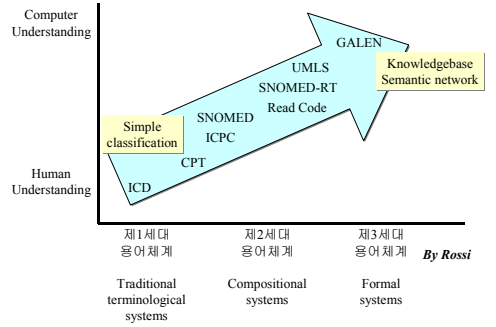 Computer
Understanding
GALEN
UMLS
Knowledgebase
Semantic network
SNOMED-RT
Read Code
SNOMED
Simple
classification
ICPC
CPT
Human
Understanding
ICD
제1세대
용어체계
제2세대
용어체계
제3세대
용어체계
By Rossi
Traditional
terminological
systems
Compositional
systems
Formal
systems